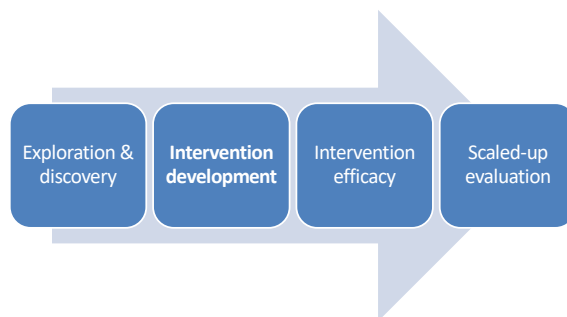 Exploration &
discovery
Intervention
development
Intervention
efficacy
Scaled-up
evaluation